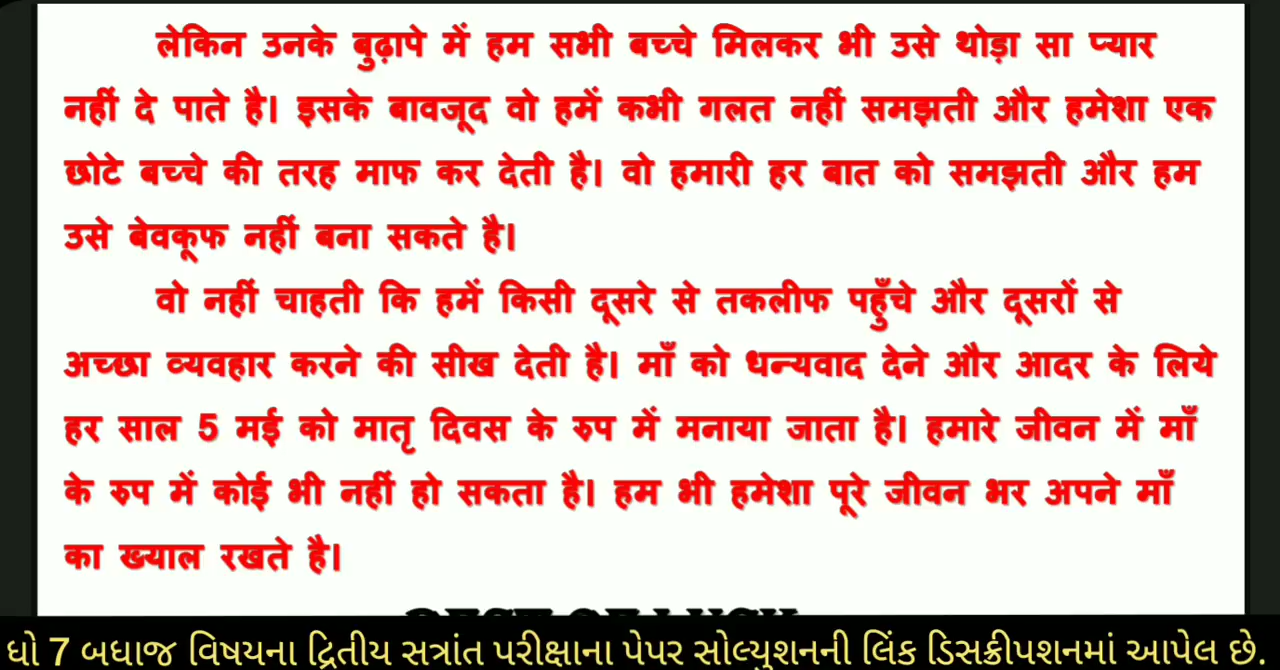 लेकिन उनके बुढ़ापे में हम सभी बच्चे मिलकर भी उसे थोड़ा सा प्यार
नहीं दे पाते है। इसके बावजूद वो हमें कभी गलत नहीं समझती और हमेशा एक
छोटे बच्चे की तरह माफ कर देती है। वो हमारी हर बात को समझती और हम
उसे बेवकूफ नहीं बना सकते है।
वो नहीं चाहती कि हमें किसी दूसरे से तकलीफ पहुँचे और दूसरों से
अच्छा व्यवहार करने की सीख देती है। माँ को धन्यवाद देने और आदर के लिये
हर साल 5 मई को मातृ दिवस के रुप में मनाया जाता है। हमारे जीवन में माँ
के रुप में कोई भी नहीं हो सकता है। हम भी हमेशा पूरे जीवन भर अपने माँ
का ख्याल रखते है।
ધો 7 બધાજ વિષયના દ્વિતીય સત્રાંત પરીક્ષાના પેપર સોલ્યુશનની લિંક ડિસક્રીપશનમાં આપેલ છે.